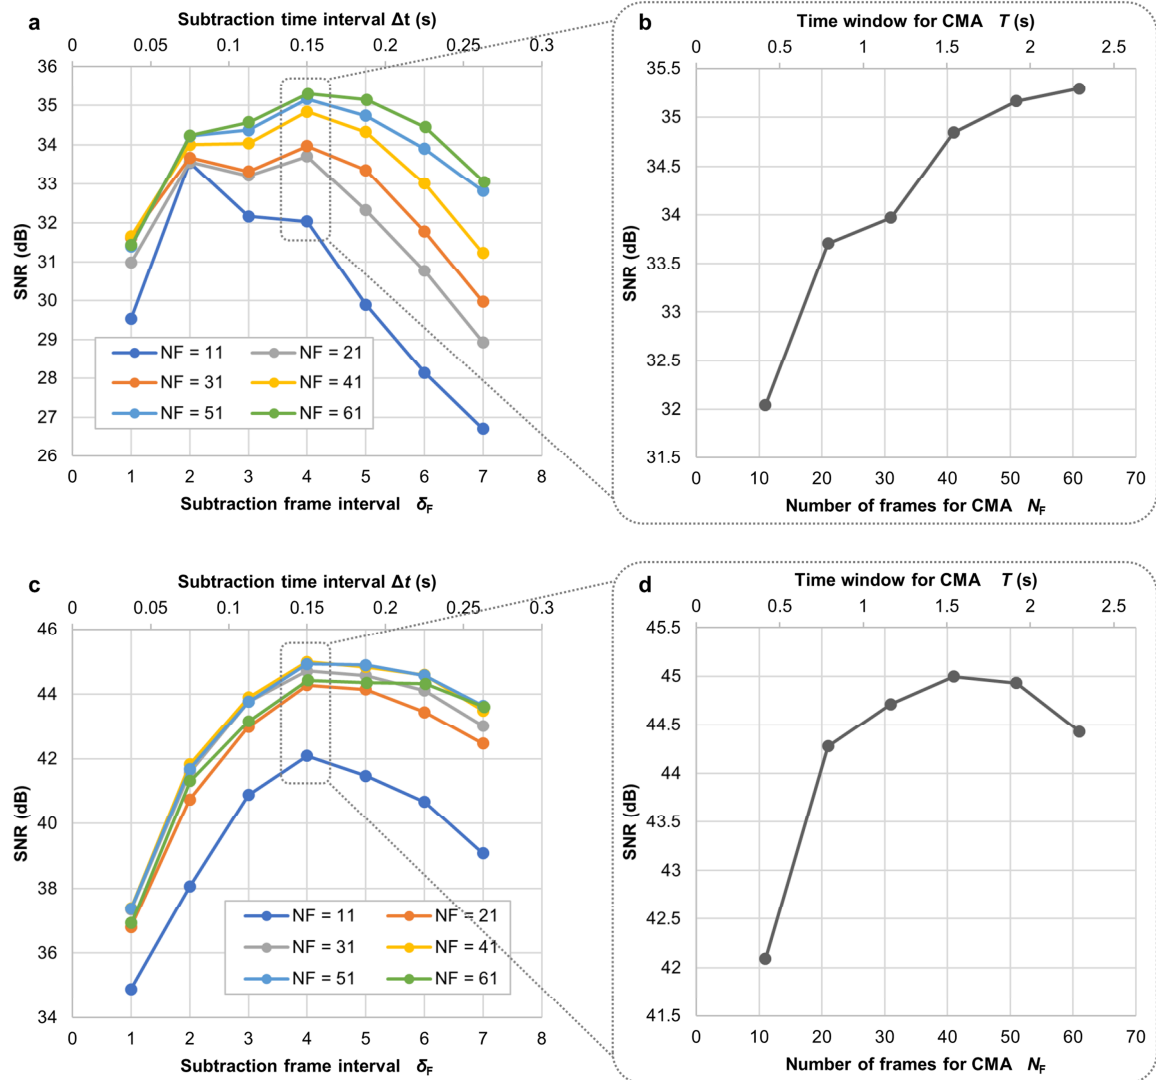 a
Subtraction time interval Δt (s)
0 0.05 0.1 0.15 0.2 0.25 0.3
36
35
34
33
32
31
30
29
28
27
26
SNR (dB)
NF = 11 NF = 21
NF = 31 NF = 41
NF = 51 NF = 61
0 1 2 3 4 5 6 7 8
Subtraction frame interval δF
b
Time window for CMA T (s)
0 0.5 1 1.5 2 2.5
35.5
35
34.5
34
33.5
33
32.5
32
31.5
SNR (dB)
0 10 20 30 40 50 60 70
Number of frames for CMA NF
c
Subtraction time interval Δt (s)
0 0.05 0.1 0.15 0.2 0.25 0.3
46
44
42
40
38
36
34
SNR (dB)
NF = 11 NF = 21
NF = 31 NF = 41
NF = 51 NF = 61
0 1 2 3 4 5 6 7 8
Subtraction frame interval δF
d
Time window for CMA T (s)
0 0.5 1 1.5 2 2.5
45.5
45
44.5
44
43.5
43
42.5
42
41.5
SNR (dB)
0 10 20 30 40 50 60 70
Number of frames for CMA NF